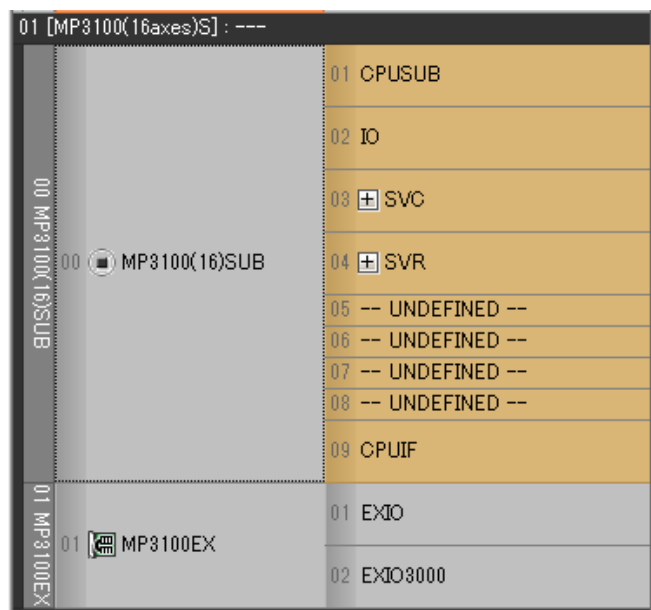 01 [MP3100(16axes)S] : ---
00 MP3100(16)SUB
00 MP3100(16)SUB
01 CPUSUB
02 IO
03 SVC
04 SVR
05 -- UNDEFINED --
06 -- UNDEFINED --
07 -- UNDEFINED --
08 -- UNDEFINED --
09 CPUIF
01 MP3100EX
01 MP3100EX
01 EXIO
02 EXIO3000